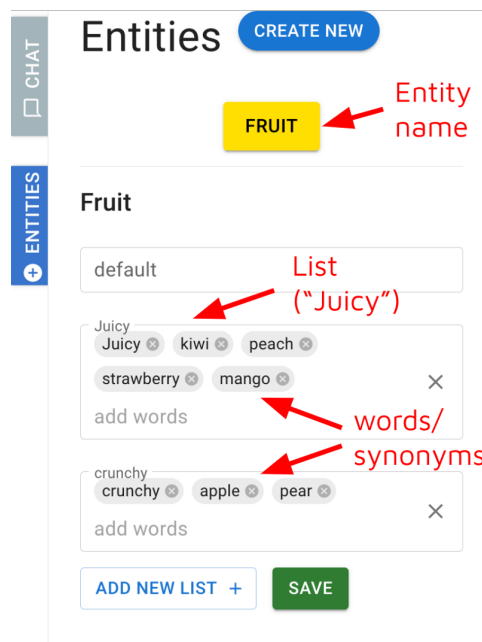 Entities CREATE NEW
CHAT
FRUIT
Entity
name
ENTITIES
Fruit
default
List
("Juicy")
Juicy
Juicy kiwi peach
strawberry mango
add words
words/
synonyms
crunchy
crunchy apple pear
add words
ADD NEW LIST + SAVE